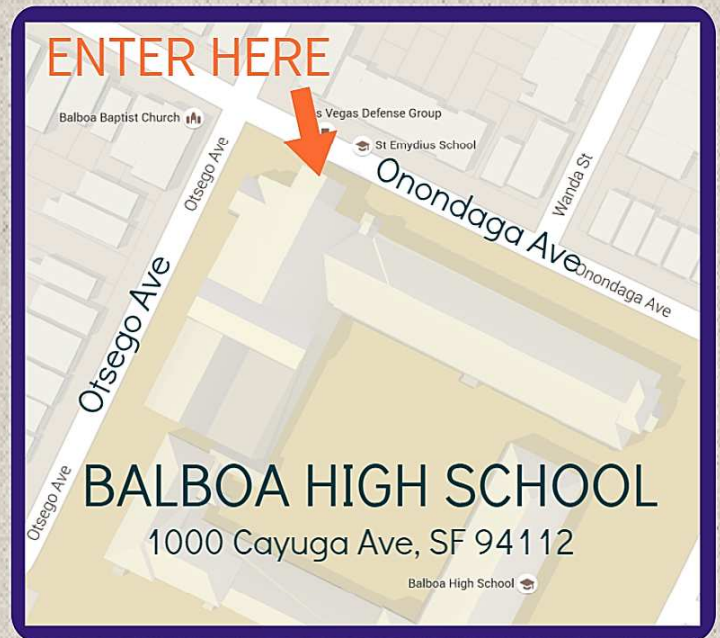 ENTER HERE
Balboa Baptist Church
s Vegas Defense Group
St Emydius School
Otsego Ave
Onondaga Ave
Wanda St
Onondaga Ave
Otsego Ave
Otsego Ave
BALBOA HIGH SCHOOL
1000 Cayuga Ave, SF 94112
Balboa High School